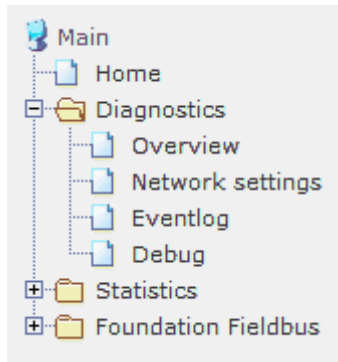 Main
Home
Diagnostics
Overview
Network settings
Eventlog
Debug
Statistics
Foundation Fieldbus